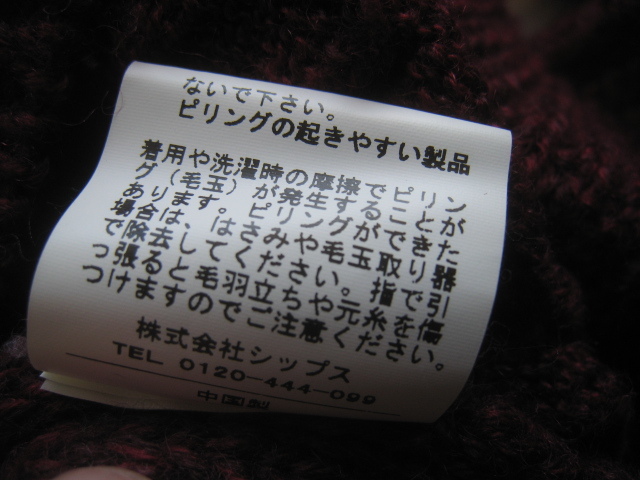 ないで下さい。
ピリングの起きやすい製品
着用や洗濯時の摩擦でピリン
グ（毛玉）が発生することが
あります。ピリングができた
場合は、はさみや毛玉取り器
で除去してください。指で引
っ張ると毛羽立ちや元糸を傷
つけますのでご注意ください。
株式会社シップス
TEL 0120-444-099
中国製